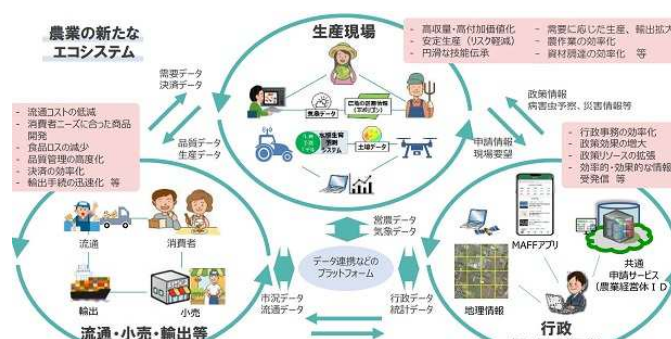 農業の新たな
エコシステム
生産現場
- 高収量・高付加価値化
- 安定生産（リスク軽減）
- 円滑な技能伝承
- 需要に応じた生産、輸出拡大
- 農作業の効率化
- 資材調達の効率化 等
需要データ
決済データ
品質データ
生産データ
気象データ
土壌データ
システム
政策情報
病害虫予察、災害情報等
申請情報
現場要望
- 流通コストの低減
- 消費者ニーズに合った商品
開発
- 食品ロスの減少
- 品質管理の高度化
- 決済の効率化
- 輸出手続の迅速化 等
- 行政事務の効率化
- 政策効果の増大
- 政策リソースの拡張
- 効率的・効果的な情報
受発信 等
流通
消費者
輸出
小売
流通・小売・輸出等
営農データ
気象データ
データ連携などの
プラットフォーム
市況データ
流通データ
行政データ
統計データ
MAFFアプリ
共通
申請サービス
（農業経営体ＩＤ）
地理情報
行政